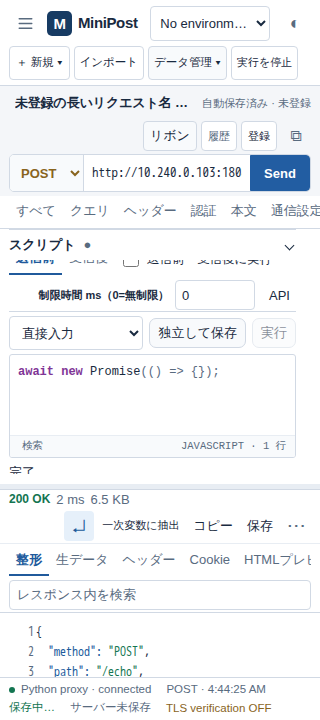 M MiniPost No environm…
＋ 新規 ▾ インポート データ管理 ▾ 実行を停止
未登録の長いリクエスト名 … 自動保存済み · 未登録
リボン 履歴 登録
POST http://10.240.0.103:180 Send
すべて クエリ ヘッダー 認証 本文 通信設定
スクリプト ●
送信前 受信後 送信前・受信後に実行
制限時間 ms（0=無制限） 0 API
直接入力 独立して保存 実行
await new Promise(() => {});
検索 JAVASCRIPT · 1 行
完了
200 OK 2 ms 6.5 KB
一次変数に抽出 コピー 保存 ···
整形 生データ ヘッダー Cookie HTMLプレビ
レスポンス内を検索
1 {
2 "method": "POST",
3 "path": "/echo",
● Python proxy · connected POST · 4:44:25 AM
保存中… サーバー未保存 TLS verification OFF